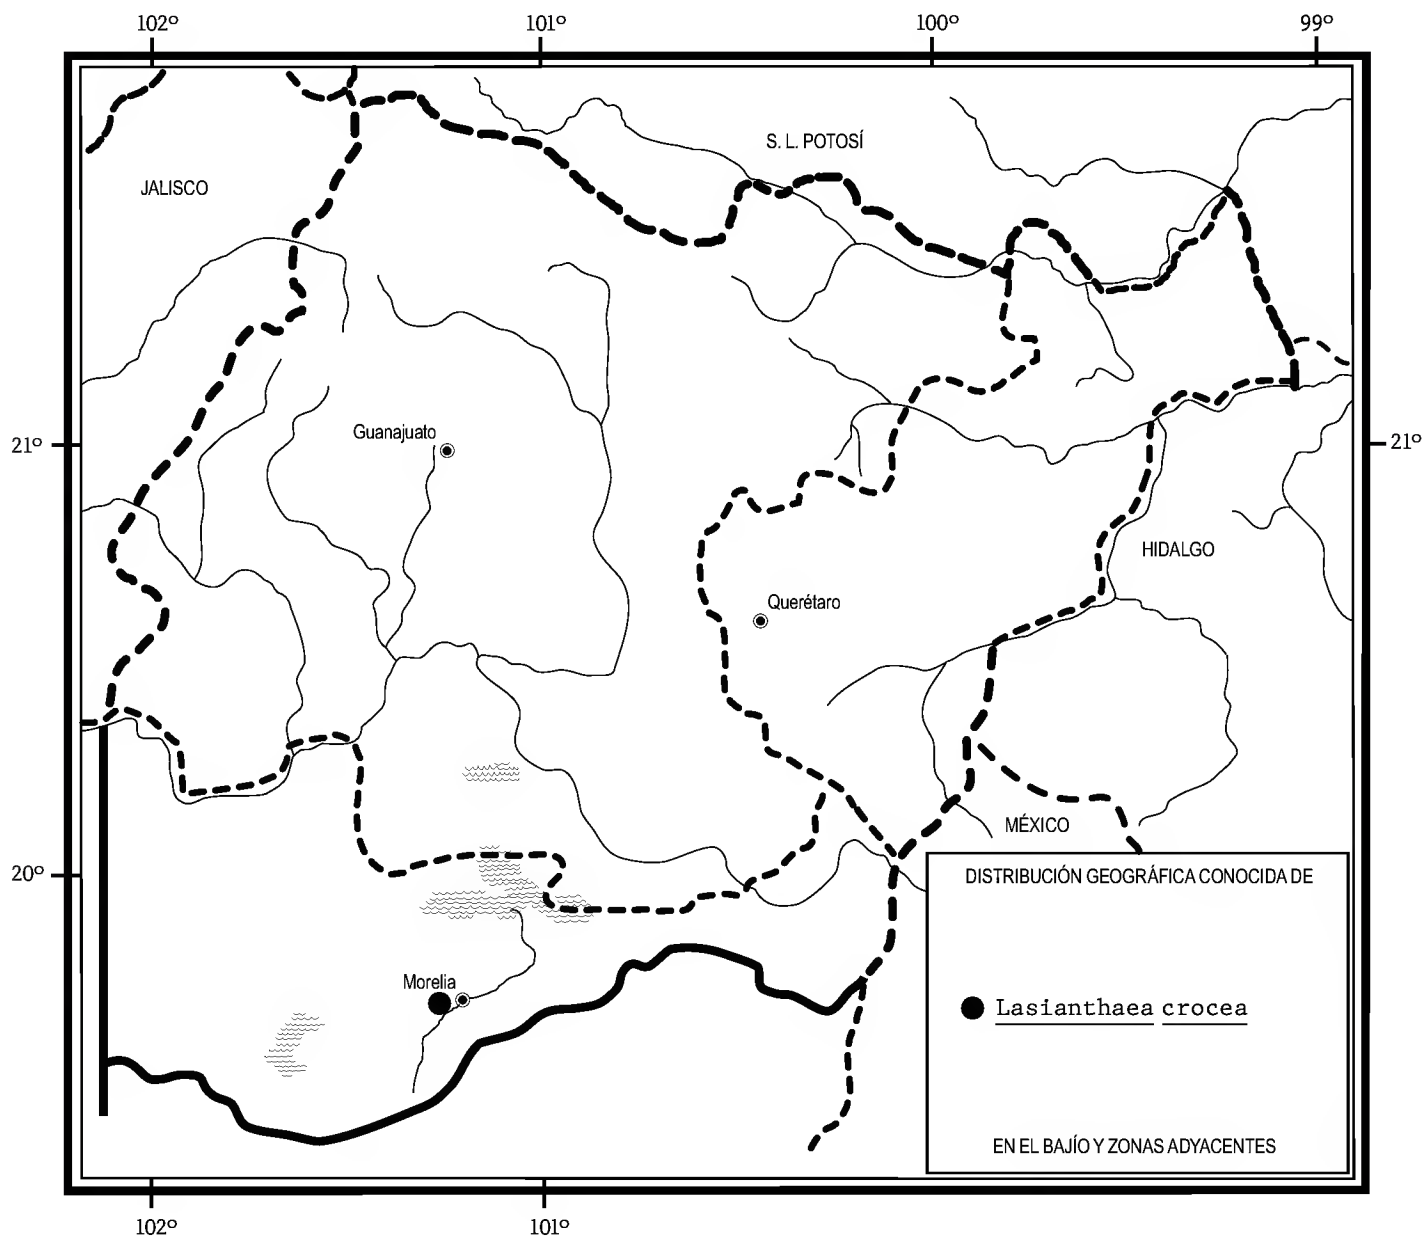 102º 101º 100º 99º
S. L. POTOSÍ
JALISCO
Guanajuato
21º 21º
HIDALGO
Querétaro
MÉXICO
20º
DISTRIBUCIÓN GEOGRÁFICA CONOCIDA DE
Morelia
Lasianthaea crocea
EN EL BAJÍO Y ZONAS ADYACENTES
102º 101º